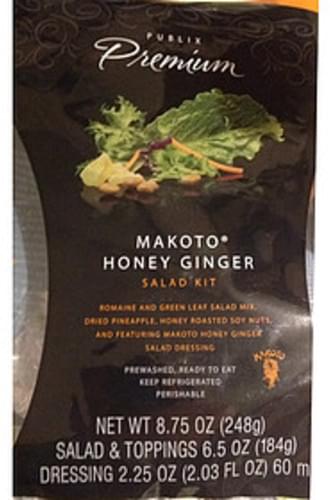 PUBLIX
Premium
MAKOTO®
HONEY GINGER
SALAD KIT
ROMAINE AND GREEN LEAF SALAD MIX,
DRIED PINEAPPLE, HONEY ROASTED SOY NUTS,
AND FEATURING MAKOTO HONEY GINGER
SALAD DRESSING
MAKOTO
PREWASHED, READY TO EAT
KEEP REFRIGERATED
PERISHABLE
NET WT 8.75 OZ (248g)
SALAD & TOPPINGS 6.5 OZ (184g)
DRESSING 2.25 OZ (2.03 FL OZ) 60 m